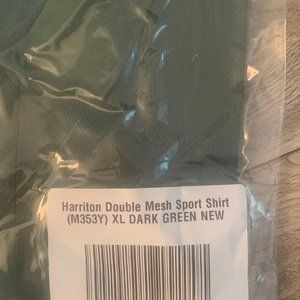 Harriton Double Mesh Sport Shirt
(M353Y) XL DARK GREEN NEW